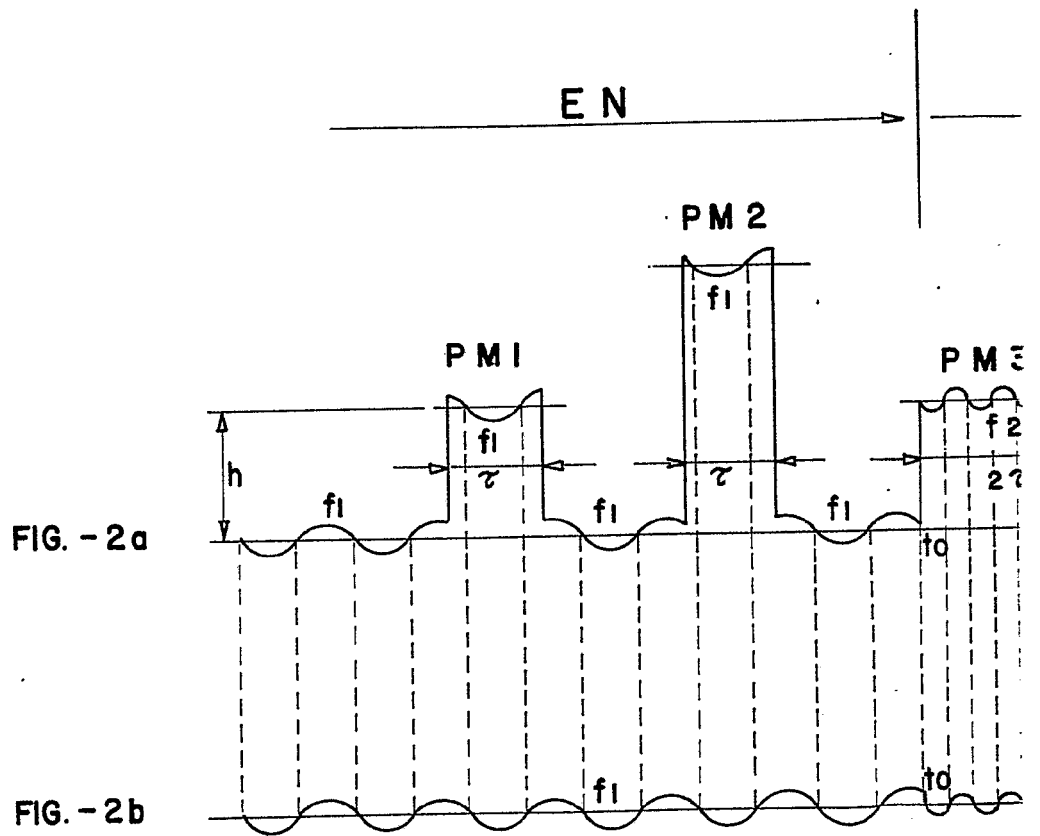 EN
PM2
f1
PM1
PM3
f1
f2
h
τ
τ
2τ
f1
f1
f1
FIG. - 2a
to
f1
to
FIG. - 2b